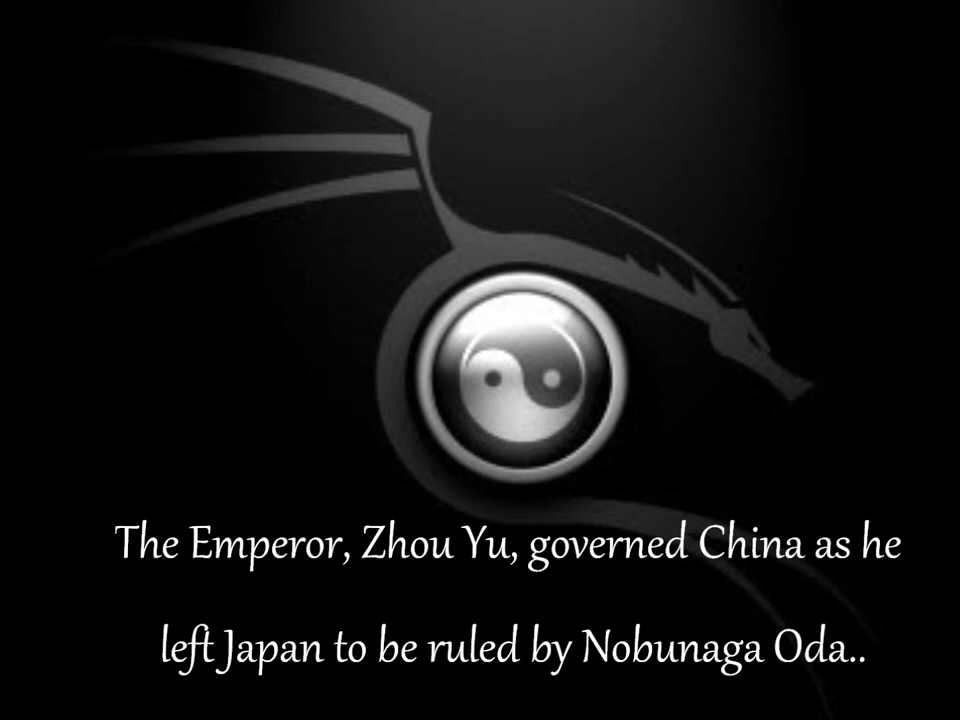 The Emperor, Zhou Yu, governed China as he
left Japan to be ruled by Nobunaga Oda..